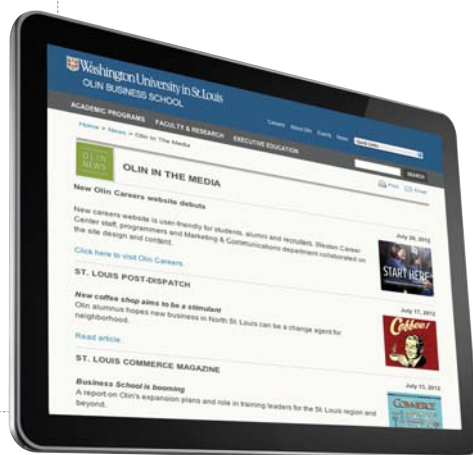 Washington University in St. Louis
OLIN BUSINESS SCHOOL
Careers About Olin Events News Quick Links
ACADEMIC PROGRAMS FACULTY & RESEARCH EXECUTIVE EDUCATION
SEARCH
Home > News > Olin In The Media
Print Email
OLIN
NEWS
OLIN IN THE MEDIA
New Olin Careers website debuts
July 20, 2012
New careers website is user-friendly for students, alumni and recruiters. Weston Career
Center staff, programmers and Marketing & Communications department collaborated on
the site design and content.
START HERE
Click here to visit Olin Careers.
ST. LOUIS POST-DISPATCH
July 17, 2012
New coffee shop aims to be a stimulant
Olin alumnus hopes new business in North St. Louis can be a change agent for
neighborhood.
Coffee!
Read article.
ST. LOUIS COMMERCE MAGAZINE
July 13, 2012
Business School is booming
A report on Olin's expansion plans and role in training leaders for the St. Louis region and
beyond.
COMMERCE